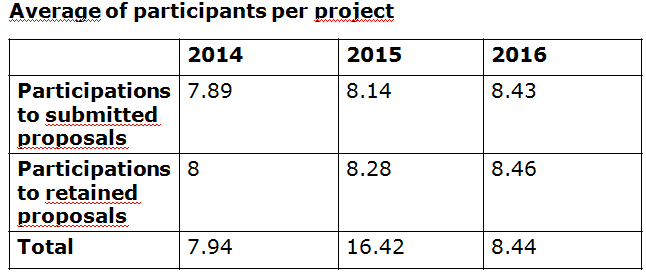 Average of participants per project
2014 2015 2016
Participations 7.89 8.14 8.43
to submitted
proposals
Participations 8 8.28 8.46
to retained
proposals
Total 7.94 16.42 8.44